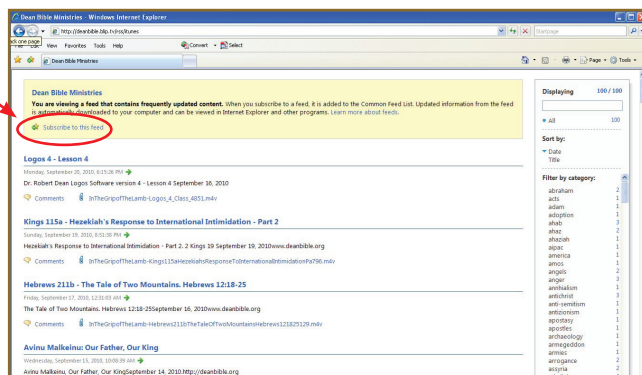 Dean Bible Ministries - Windows Internet Explorer
http://deanbible.blip.tv/rss/itunes
Startpage
ck one page
View Favorites Tools Help
Convert
Select
Dean Bible Ministries
Page
Tools
Dean Bible Ministries
You are viewing a feed that contains frequently updated content. When you subscribe to a feed, it is added to the Common Feed List. Updated information from the feed
is automatically downloaded to your computer and can be viewed in Internet Explorer and other programs. Learn more about feeds.
Subscribe to this feed
Logos 4 - Lesson 4
Monday, September 20, 2010, 6:15:26 PM
Dr. Robert Dean Logos Software version 4 - Lesson 4 September 16, 2010
Comments InTheGripofTheLamb-Logos_4_Class_4851.m4v
Kings 115a - Hezekiah's Response to International Intimidation - Part 2
Sunday, September 19, 2010, 8:51:38 PM
Hezekiah's Response to International Intimidation - Part 2. 2 Kings 19 September 19, 2010www.deanbible.org
Comments InTheGripofTheLamb-Kings115aHezekiahsResponseToInternationalIntimidationPa796.m4v
Hebrews 211b - The Tale of Two Mountains. Hebrews 12:18-25
Friday, September 17, 2010, 12:31:03 AM
The Tale of Two Mountains. Hebrews 12:18-25September 16, 2010www.deanbible.org
Comments InTheGripofTheLamb-Hebrews211bTheTaleOfTwoMountainsHebrews121825129.m4v
Avinu Malkeinu: Our Father, Our King
Wednesday, September 15, 2010, 10:08:39 AM
Avinu Malkeinu, Our Father, Our KingSeptember 14, 2010.http://deanbible.org
Displaying 100 / 100
All 100
Sort by:
Date
Title
Filter by category:
abraham 2
acts 1
adam 1
adoption 1
ahab 3
ahaz 2
ahaziah 1
aipac 1
america 1
amos 1
angels 2
anger 3
annhialism 1
antichrist 3
anti-semitism 1
antizionism 1
apostasy 1
apostles 1
archaeology 1
armegeddon 1
armies 1
arrogance 2
assyria 2